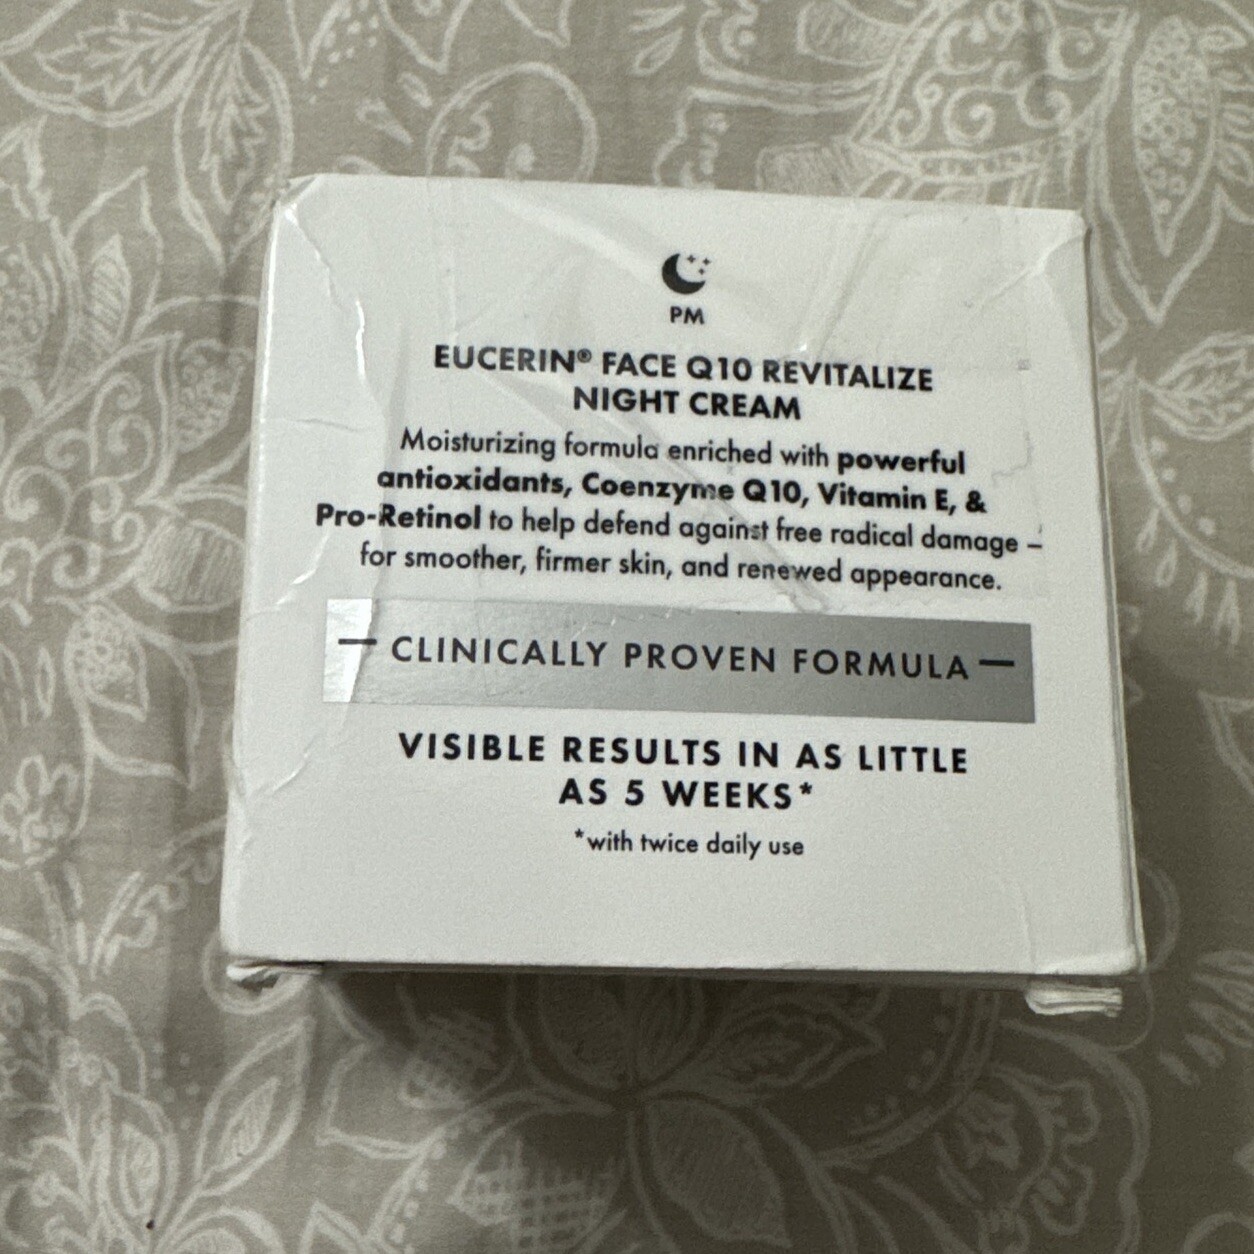 PM
EUCERIN® FACE Q10 REVITALIZE
NIGHT CREAM
Moisturizing formula enriched with powerful
antioxidants, Coenzyme Q10, Vitamin E, &
Pro-Retinol to help defend against free radical damage –
for smoother, firmer skin, and renewed appearance.
— CLINICALLY PROVEN FORMULA —
VISIBLE RESULTS IN AS LITTLE
AS 5 WEEKS*
*with twice daily use